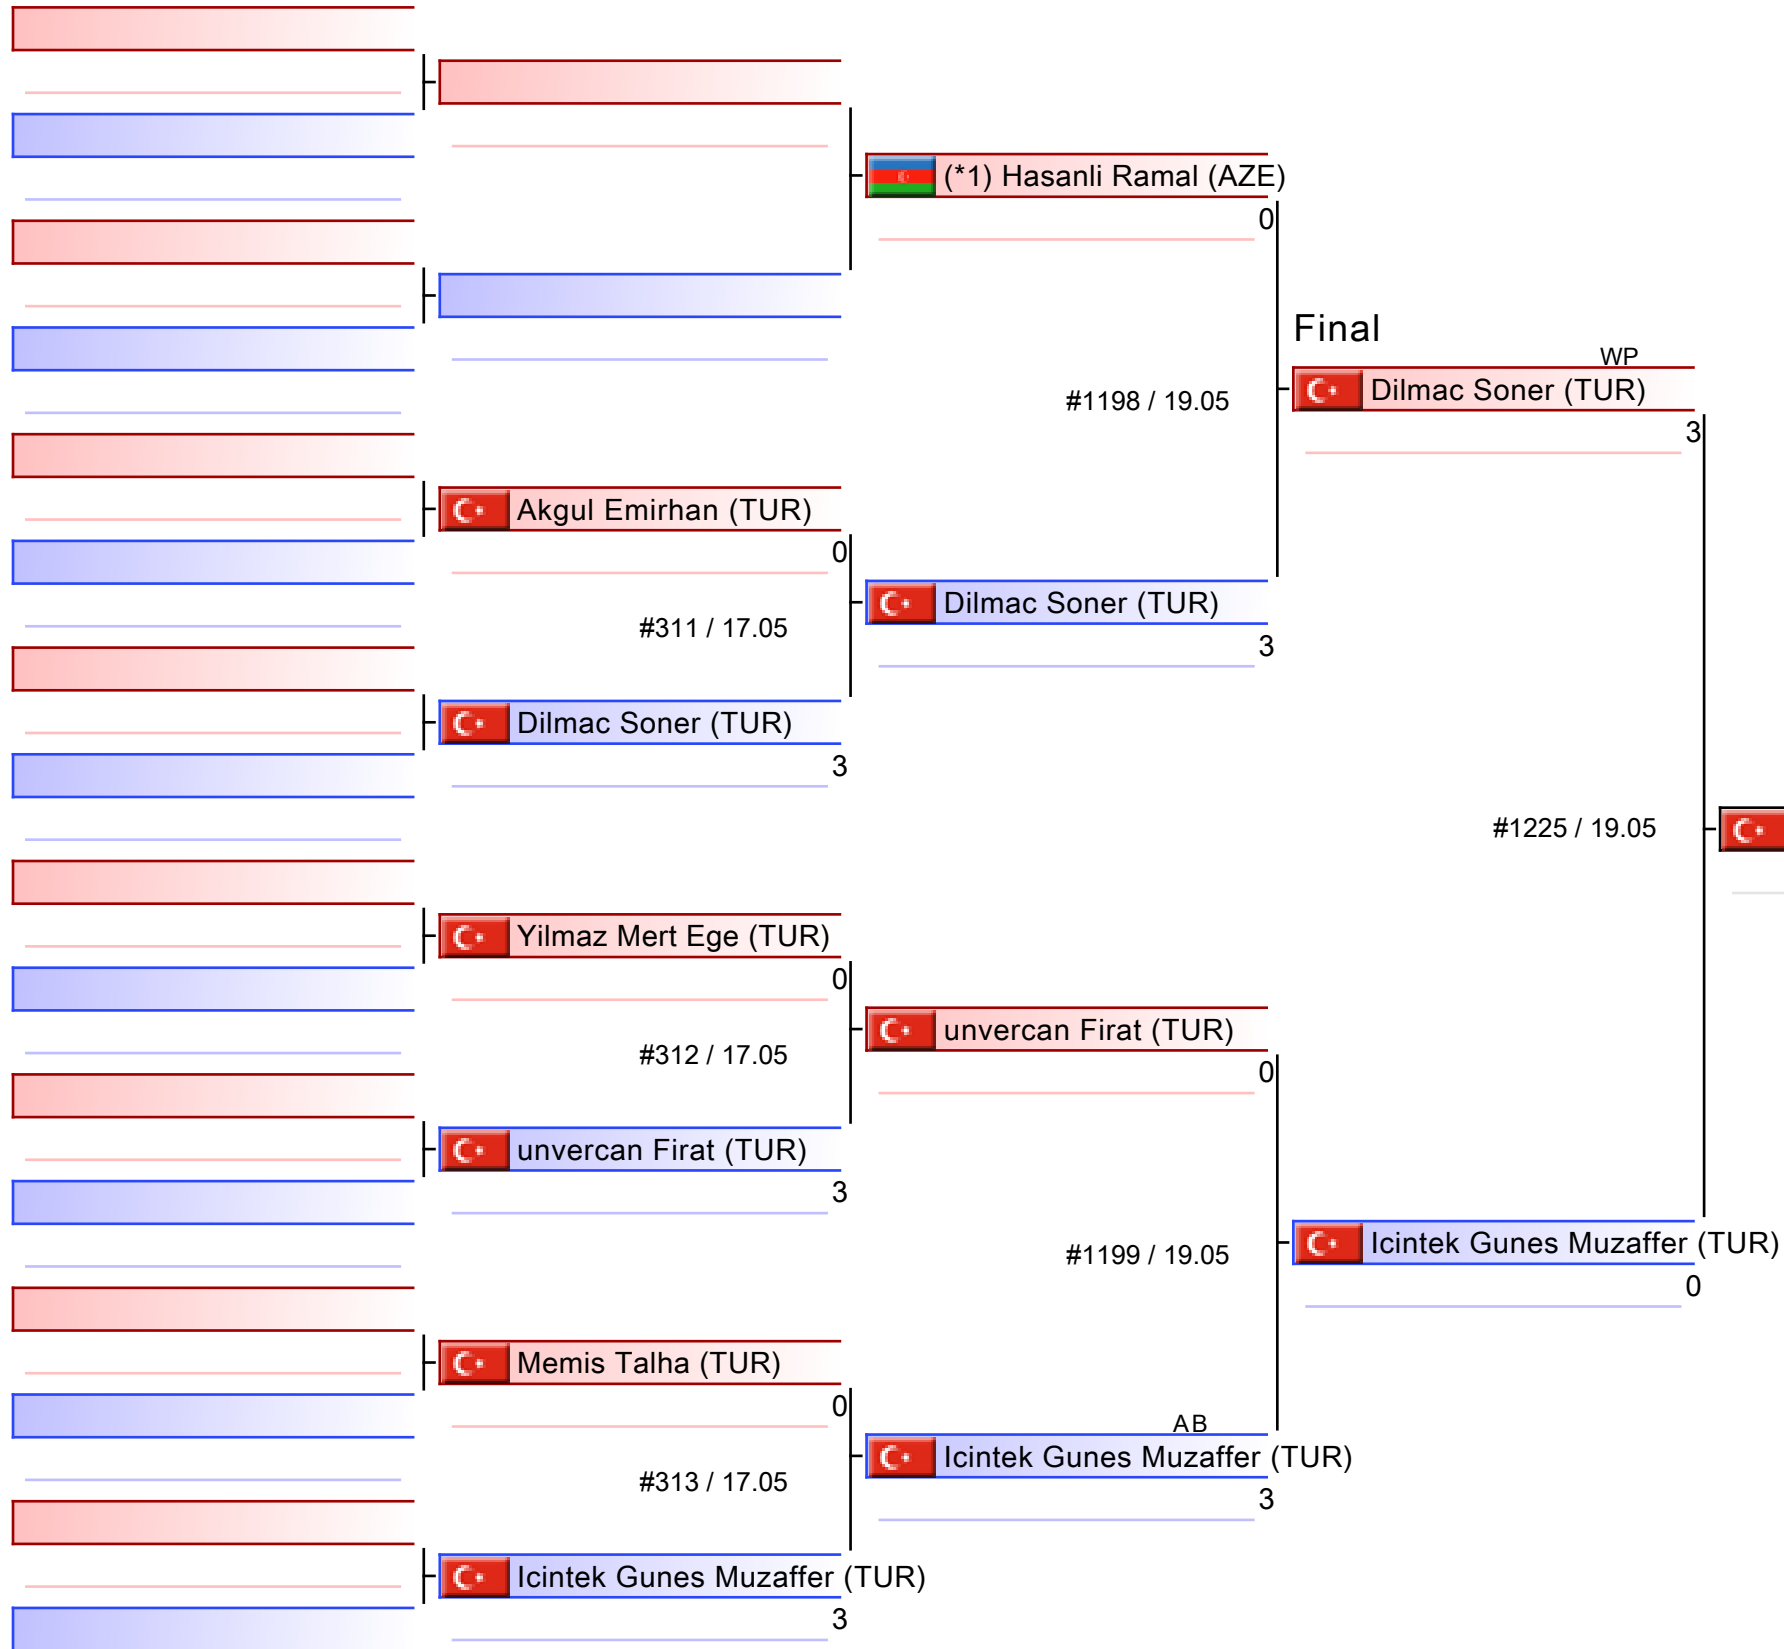 (*1) Hasanli Ramal (AZE)
0
Final
WP
#1198 / 19.05
Dilmac Soner (TUR)
3
Akgul Emirhan (TUR)
0
Dilmac Soner (TUR)
#311 / 17.05
3
Dilmac Soner (TUR)
3
#1225 / 19.05
Yilmaz Mert Ege (TUR)
0
unvercan Firat (TUR)
#312 / 17.05
0
unvercan Firat (TUR)
3
#1199 / 19.05
Icintek Gunes Muzaffer (TUR)
0
Memis Talha (TUR)
0
AB
Icintek Gunes Muzaffer (TUR)
#313 / 17.05
3
Icintek Gunes Muzaffer (TUR)
3